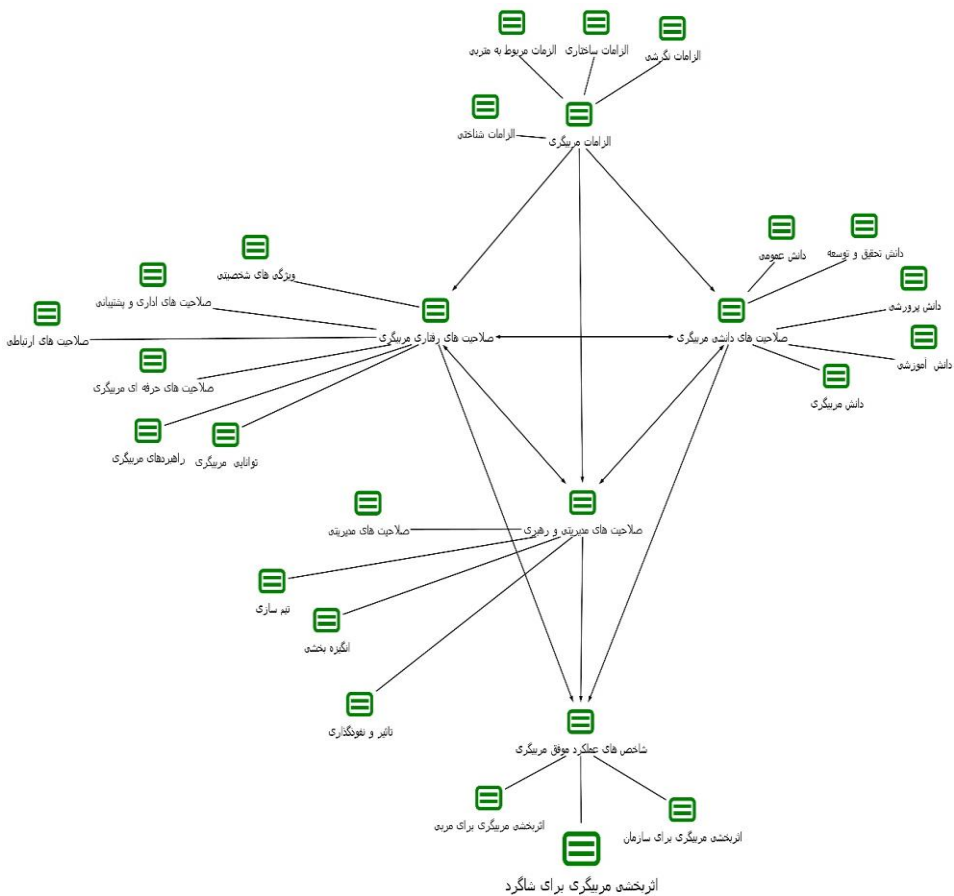 الزامات نگرشی
الزامات ساختاری
الزمات مربوط به متربی
الزامات شناختی
الزامات مربیگری
دانش تحقیق و توسعه
دانش عمومی
ویژگی های شخصیتی
دانش پرورشی
صلاحیت های اداری و پشتیبانی
صلاحیت های دانشی مربیگری
صلاحیت های رفتاری مربیگری
صلاحیت های ارتباطی
دانش آموزشی
صلاحیت های حرفه ای مربیگری
دانش مربیگری
توانایی مربیگری
راهبردهای مربیگری
صلاحیت های مدیریتی و رهبری
صلاحیت های مدیریتی
تیم سازی
انگیزه بخشی
تاثیر و نفوذگذاری
شاخص های عملکرد موفق مربیگری
اثربخشی مربیگری برای مربی
اثربخشی مربیگری برای سازمان
اثربخشی مربیگری برای شاگرد